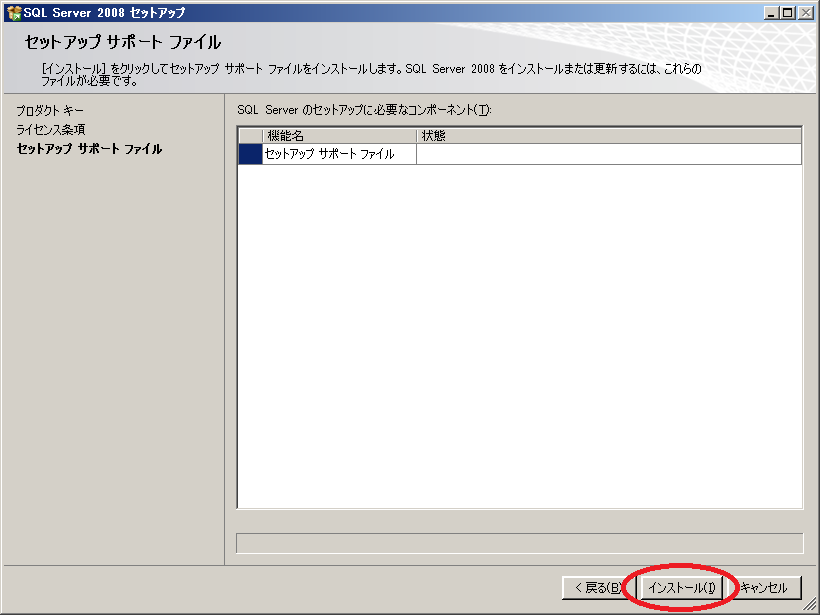 SQL Server 2008 セットアップ
セットアップ サポート ファイル
[インストール] をクリックしてセットアップ サポート ファイルをインストールします。SQL Server 2008 をインストールまたは更新するには、これらの
ファイルが必要です。
プロダクト キー
ライセンス条項
セットアップ サポート ファイル
SQL Server のセットアップに必要なコンポーネント(T):
機能名 状態
セットアップ サポート ファイル
< 戻る(B) インストール(I) キャンセル